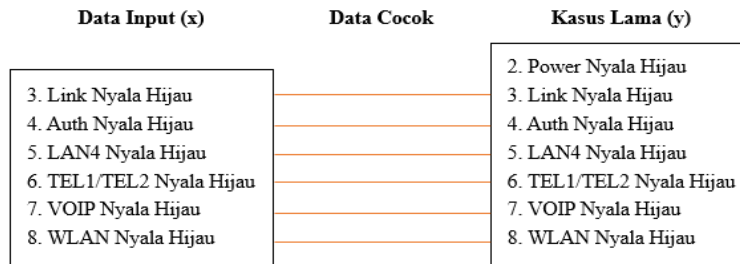 Data Input (x)
Data Cocok
Kasus Lama (y)
3. Link Nyala Hijau
4. Auth Nyala Hijau
5. LAN4 Nyala Hijau
6. TEL1/TEL2 Nyala Hijau
7. VOIP Nyala Hijau
8. WLAN Nyala Hijau
2. Power Nyala Hijau
3. Link Nyala Hijau
4. Auth Nyala Hijau
5. LAN4 Nyala Hijau
6. TEL1/TEL2 Nyala Hijau
7. VOIP Nyala Hijau
8. WLAN Nyala Hijau